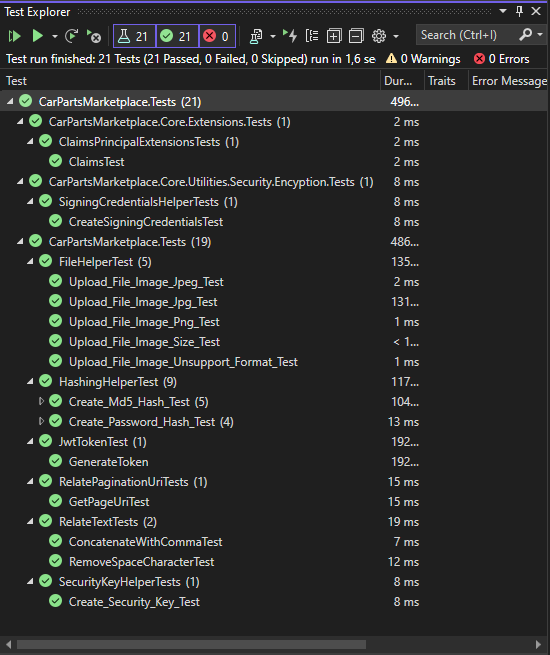 Test Explorer
21 21 0 Search (Ctrl+I)
Test run finished: 21 Tests (21 Passed, 0 Failed, 0 Skipped) run in 1,6 se 0 Warnings 0 Errors
Test Dur... Traits Error Message
CarPartsMarketplace.Tests (21) 496...
CarPartsMarketplace.Core.Extensions.Tests (1) 2 ms
ClaimsPrincipalExtensionsTests (1) 2 ms
ClaimsTest 2 ms
CarPartsMarketplace.Core.Utilities.Security.Encyption.Tests (1) 8 ms
SigningCredentialsHelperTests (1) 8 ms
CreateSigningCredentialsTest 8 ms
CarPartsMarketplace.Tests (19) 486...
FileHelperTest (5) 135...
Upload_File_Image_Jpeg_Test 2 ms
Upload_File_Image_Jpg_Test 131...
Upload_File_Image_Png_Test 1 ms
Upload_File_Image_Size_Test < 1...
Upload_File_Image_Unsupport_Format_Test 1 ms
HashingHelperTest (9) 117...
Create_Md5_Hash_Test (5) 104...
Create_Password_Hash_Test (4) 13 ms
JwtTokenTest (1) 192...
GenerateToken 192...
RelatePaginationUriTests (1) 15 ms
GetPageUriTest 15 ms
RelateTextTests (2) 19 ms
ConcatenateWithCommaTest 7 ms
RemoveSpaceCharacterTest 12 ms
SecurityKeyHelperTests (1) 8 ms
Create_Security_Key_Test 8 ms